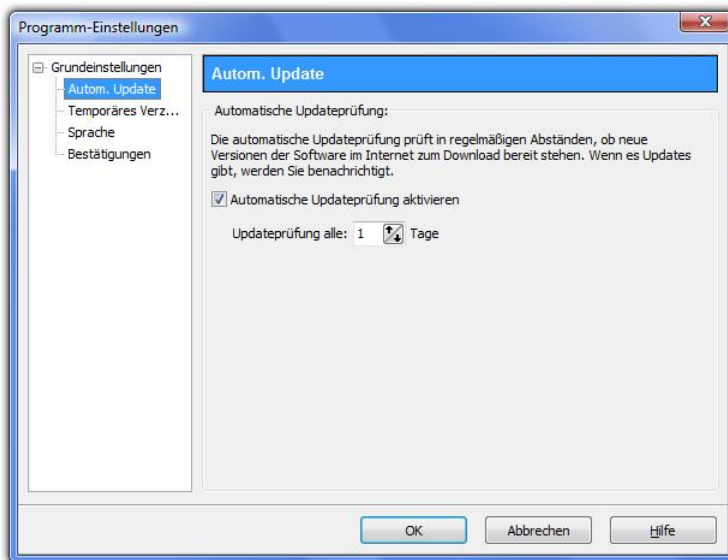 Programm-Einstellungen
Grundeinstellungen
Autom. Update
Temporäres Verz...
Sprache
Bestätigungen
Autom. Update
Automatische Updateprüfung:
Die automatische Updateprüfung prüft in regelmäßigen Abständen, ob neue
Versionen der Software im Internet zum Download bereit stehen. Wenn es Updates
gibt, werden Sie benachrichtigt.
Automatische Updateprüfung aktivieren
Updateprüfung alle: 1 Tage
OK Abbrechen Hilfe